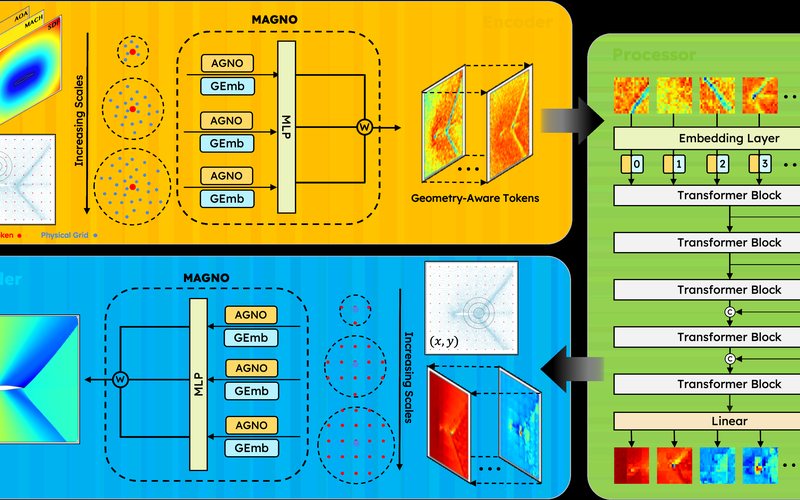 AOA
MACH
SDF
Increasing Scales
ken
Physical Grid
MAGNO
AGNO
GEmb
AGNO
GEmb
AGNO
GEmb
MLP
W
Encoder
Geometry-Aware Tokens
Processor
Embedding Layer
0
1
2
3
Transformer Block
Transformer Block
Transformer Block
C
Transformer Block
C
Transformer Block
Linear
der
MAGNO
W
MLP
AGNO
GEmb
AGNO
GEmb
AGNO
GEmb
Increasing Scales
(x, y)